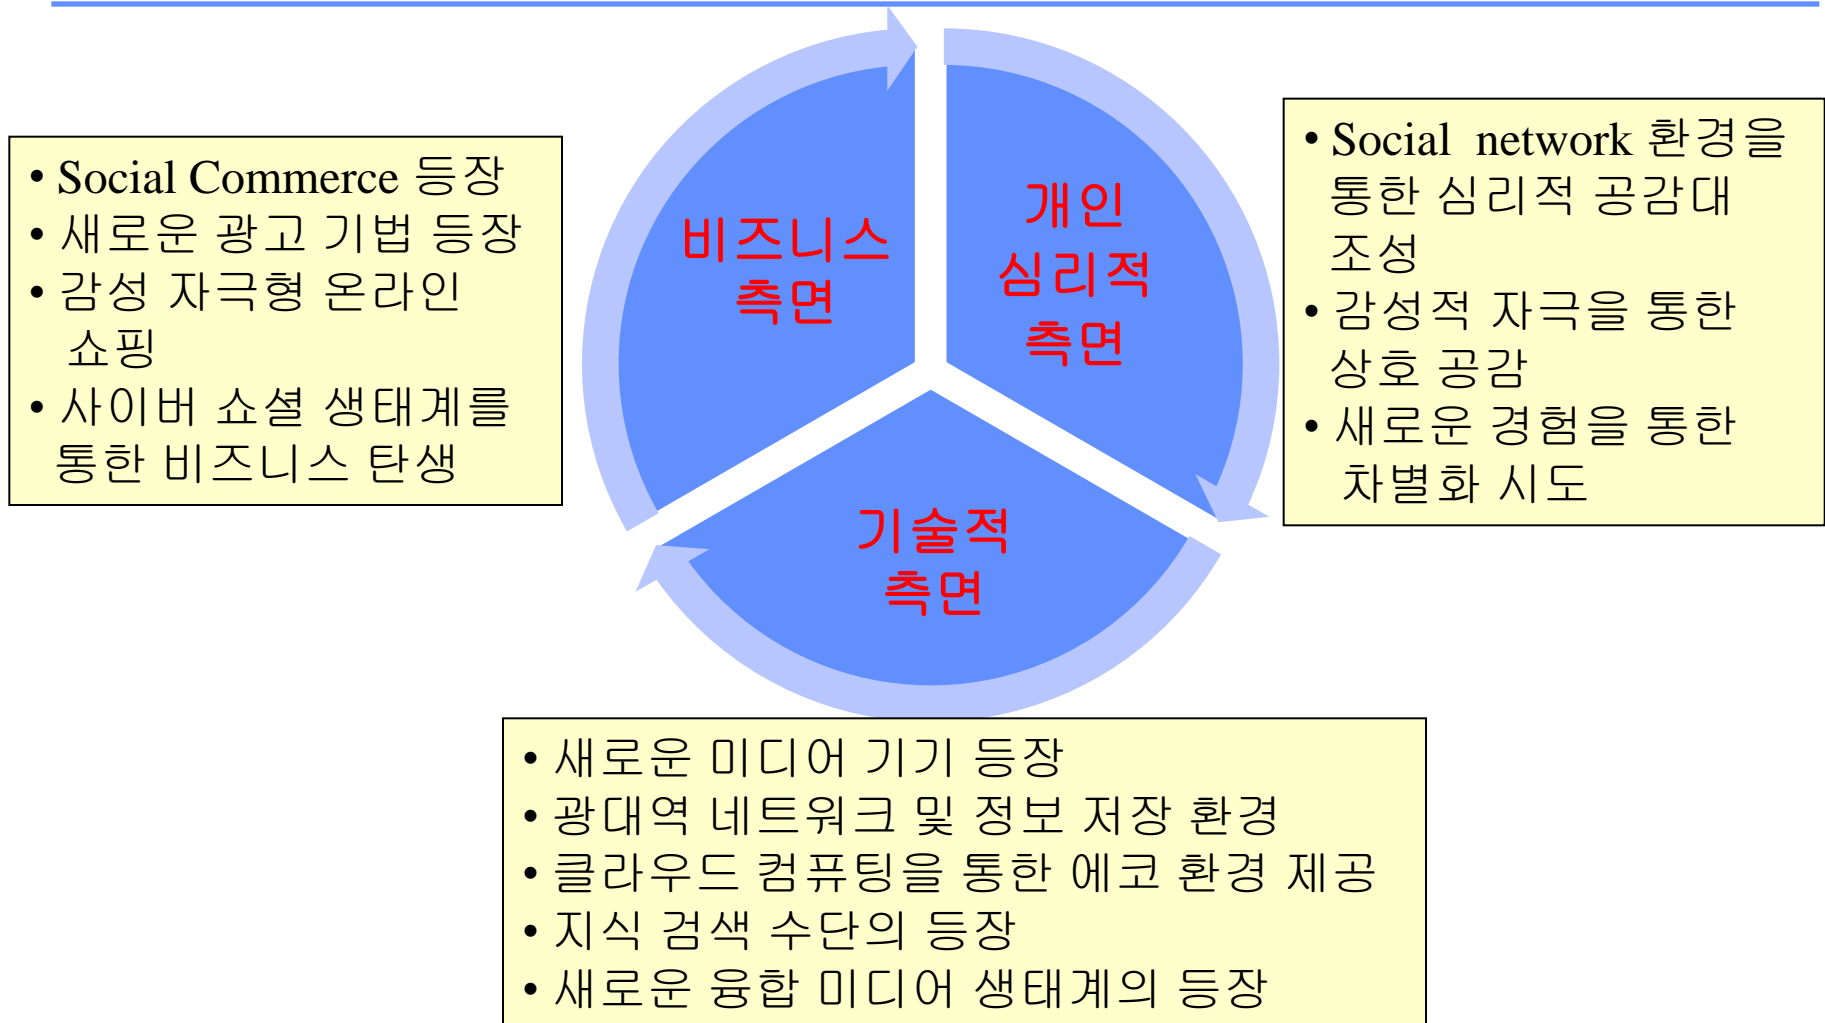 • Social Commerce 등장
• 새로운 광고 기법 등장
• 감성 자극형 온라인
쇼핑
• 사이버 쇼셜 생태계를
통한 비즈니스 탄생
비즈니스
측면
개인
심리적
측면
• Social network 환경을
통한 심리적 공감대
조성
• 감성적 자극을 통한
상호 공감
• 새로운 경험을 통한
차별화 시도
기술적
측면
• 새로운 미디어 기기 등장
• 광대역 네트워크 및 정보 저장 환경
• 클라우드 컴퓨팅을 통한 에코 환경 제공
• 지식 검색 수단의 등장
• 새로운 융합 미디어 생태계의 등장